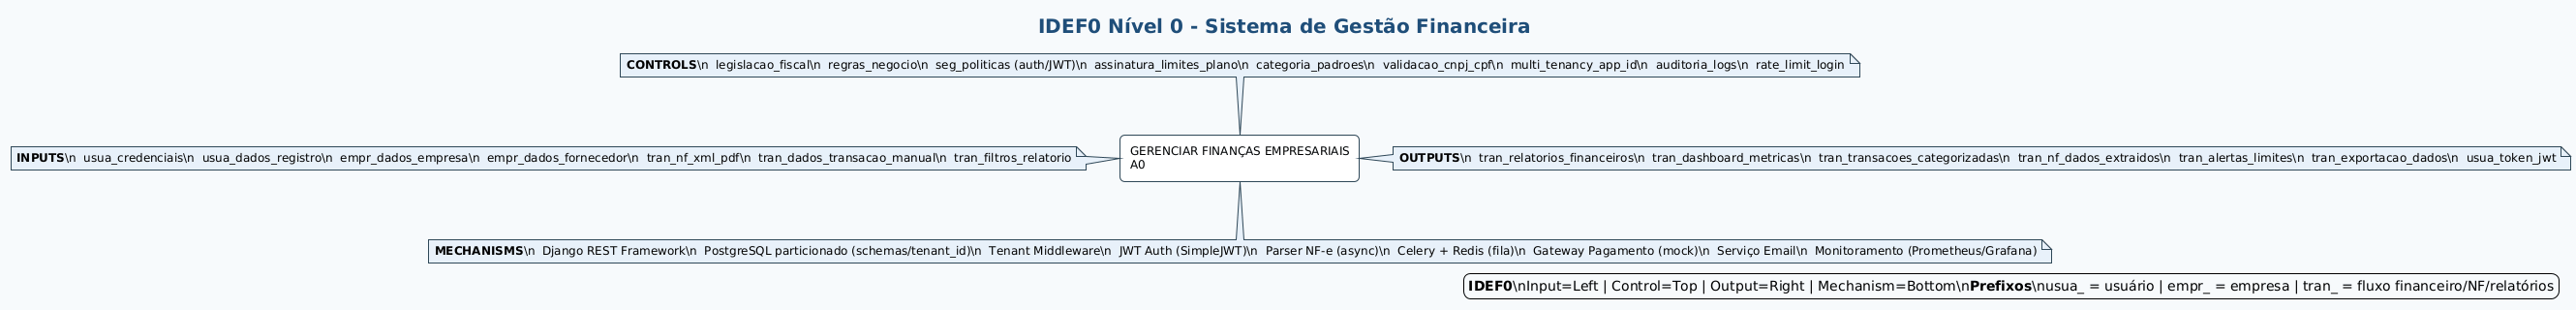 IDEF0 Nível 0 - Sistema de Gestão Financeira
CONTROLS\n legislacao_fiscal\n regras_negocio\n seg_politicas (auth/JWT)\n assinatura_limites_plano\n categoria_padroes\n validacao_cnpj_cpf\n multi_tenancy_app_id\n auditoria_logs\n rate_limit_login
INPUTS\n usua_credenciais\n usua_dados_registro\n empr_dados_empresa\n empr_dados_fornecedor\n tran_nf_xml_pdf\n tran_dados_transacao_manual\n tran_filtros_relatorio
GERENCIAR FINANÇAS EMPRESARIAIS
A0
OUTPUTS\n tran_relatorios_financeiros\n tran_dashboard_metricas\n tran_transacoes_categorizadas\n tran_nf_dados_extraidos\n tran_alertas_limites\n tran_exportacao_dados\n usua_token_jwt
MECHANISMS\n Django REST Framework\n PostgreSQL particionado (schemas/tenant_id)\n Tenant Middleware\n JWT Auth (SimpleJWT)\n Parser NF-e (async)\n Celery + Redis (fila)\n Gateway Pagamento (mock)\n Serviço Email\n Monitoramento (Prometheus/Grafana)
IDEF0\nInput=Left | Control=Top | Output=Right | Mechanism=Bottom\nPrefixos\nusua_ = usuário | empr_ = empresa | tran_ = fluxo financeiro/NF/relatórios